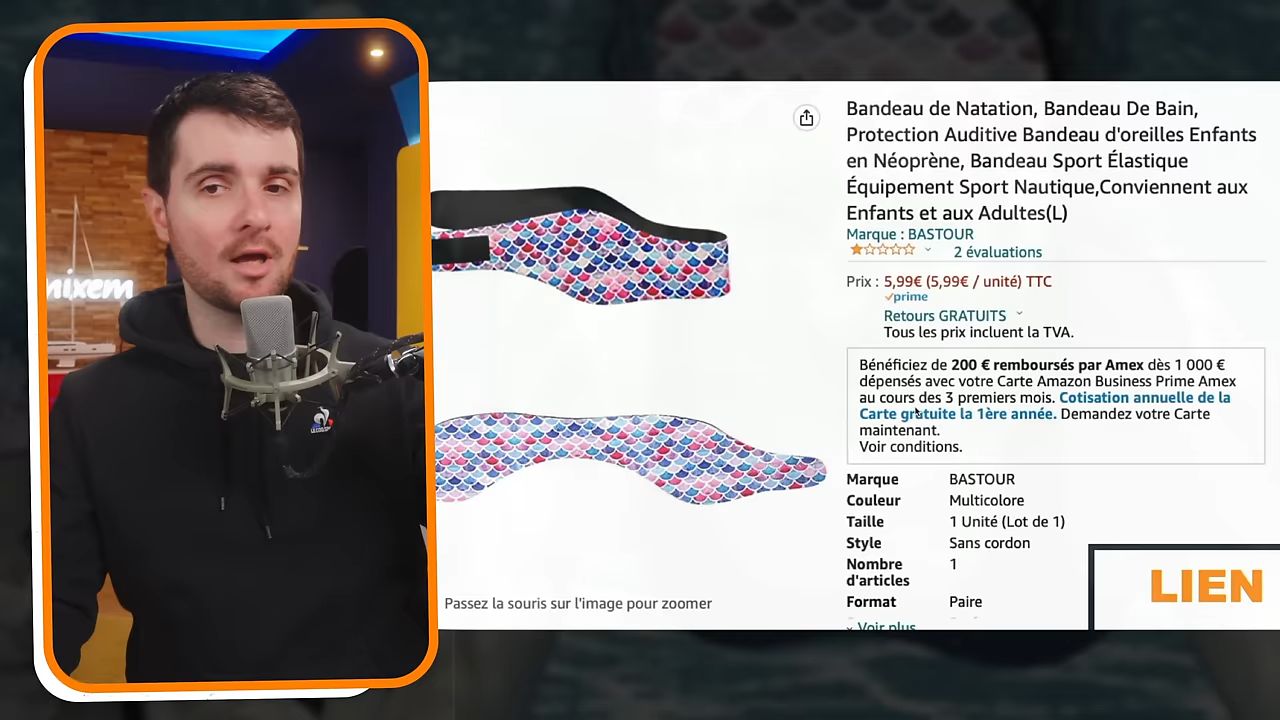 mixem
Bandeau de Natation, Bandeau De Bain,
Protection Auditive Bandeau d'oreilles Enfants
en Néoprène, Bandeau Sport Élastique
Équipement Sport Nautique,Conviennent aux
Enfants et aux Adultes(L)
Marque : BASTOUR
2 évaluations
Prix : 5,99€ (5,99€ / unité) TTC
prime
Retours GRATUITS
Tous les prix incluent la TVA.
Bénéficiez de 200 € remboursés par Amex dès 1 000 €
dépensés avec votre Carte Amazon Business Prime Amex
au cours des 3 premiers mois. Cotisation annuelle de la
Carte gratuite la 1ère année. Demandez votre Carte
maintenant.
Voir conditions.
Marque BASTOUR
Couleur Multicolore
Taille 1 Unité (Lot de 1)
Style Sans cordon
Nombre d'articles 1
Format Paire
Voir plus
Passez la souris sur l'image pour zoomer
LIEN